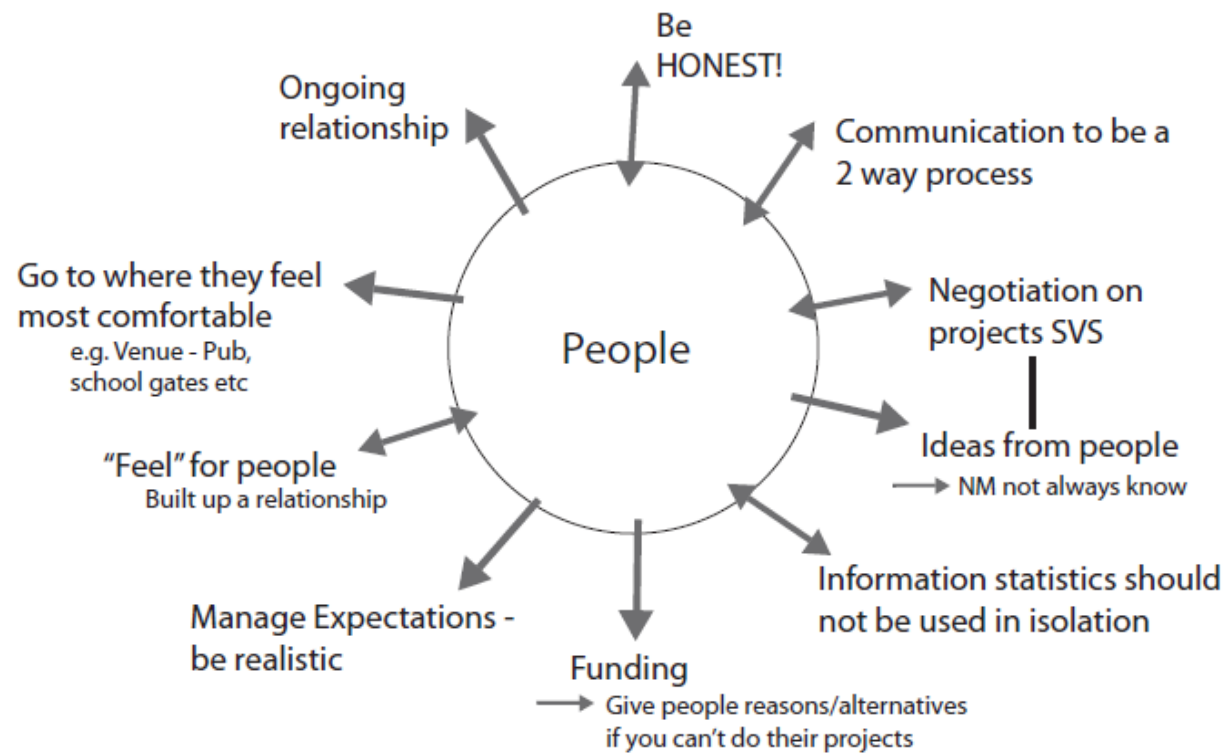 Be
HONEST!
Communication to be a
2 way process
Negotiation on
projects SVS
Ideas from people
NM not always know
Information statistics should
not be used in isolation
Funding
Give people reasons/alternatives
if you can't do their projects
Manage Expectations -
be realistic
“Feel” for people
Built up a relationship
Go to where they feel
most comfortable
e.g. Venue - Pub,
school gates etc
Ongoing
relationship
People